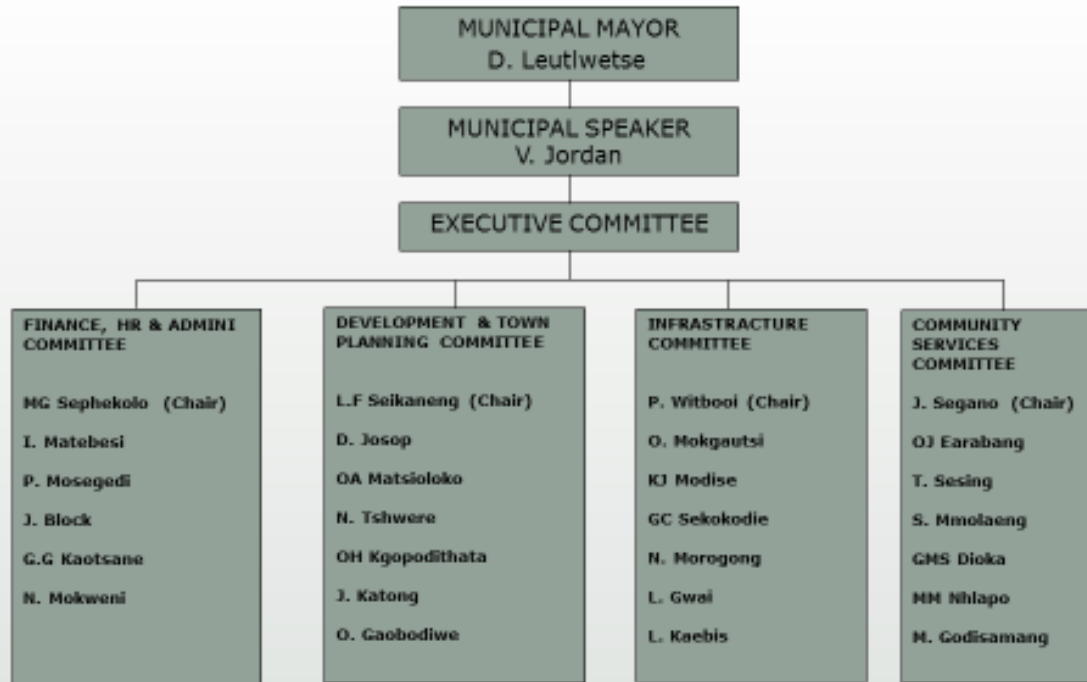 MUNICIPAL MAYOR
D. Leutlwetse
MUNICIPAL SPEAKER
V. Jordan
EXECUTIVE COMMITTEE
FINANCE, HR & ADMINI
COMMITTEE
MG Sephekolo (Chair)
I. Matebesi
P. Mosegedi
J. Block
G.G Kaotsane
N. Mokweni
DEVELOPMENT & TOWN
PLANNING COMMITTEE
L.F Seikaneng (Chair)
D. Josop
OA Matsioloko
N. Tshwere
OH Kgopodithata
J. Katong
O. Gaobodiwe
INFRASTRACTURE
COMMITTEE
P. Witbooi (Chair)
O. Mokgautsi
KJ Modise
GC Sekokodie
N. Morogong
L. Gwai
L. Kaebis
COMMUNITY
SERVICES
COMMITTEE
J. Segano (Chair)
OJ Earabang
T. Sesing
S. Mmolaeng
GMS Dioka
MM Nhlapo
M. Godisamang